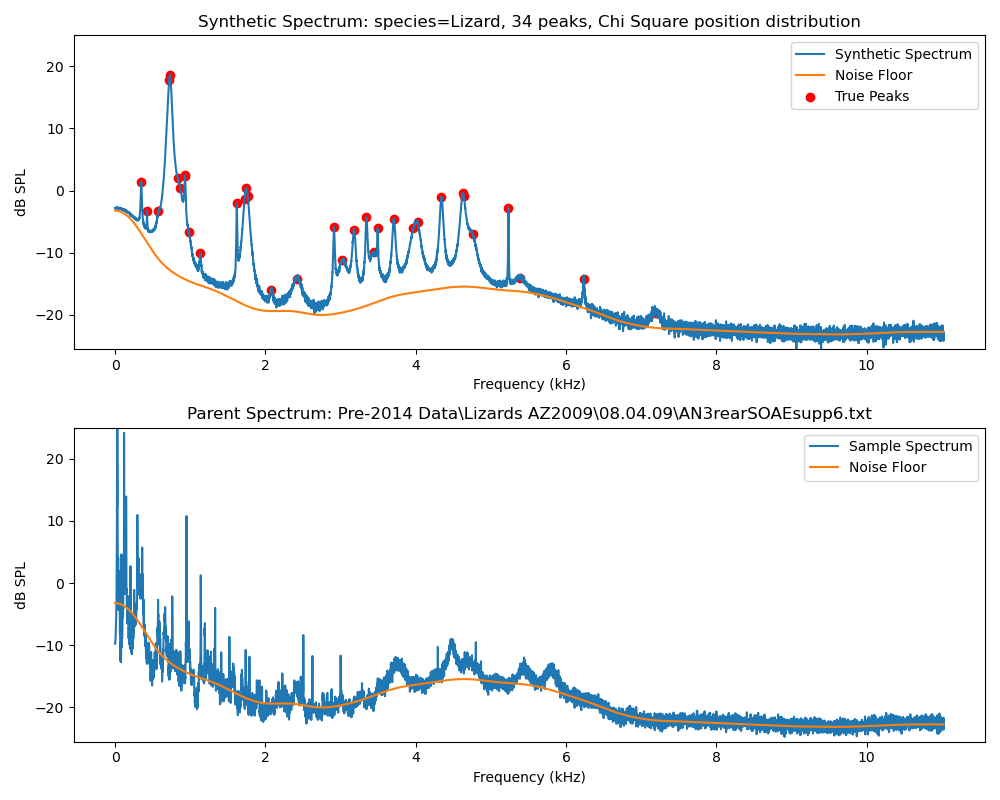 Synthetic Spectrum: species=Lizard, 34 peaks, Chi Square position distribution
Synthetic Spectrum
Noise Floor
True Peaks
dB SPL
20
10
0
−10
−20
0 2 4 6 8 10
Frequency (kHz)
Parent Spectrum: Pre-2014 Data\Lizards AZ2009\08.04.09\AN3rearSOAEsupp6.txt
Sample Spectrum
Noise Floor
dB SPL
20
10
0
−10
−20
0 2 4 6 8 10
Frequency (kHz)